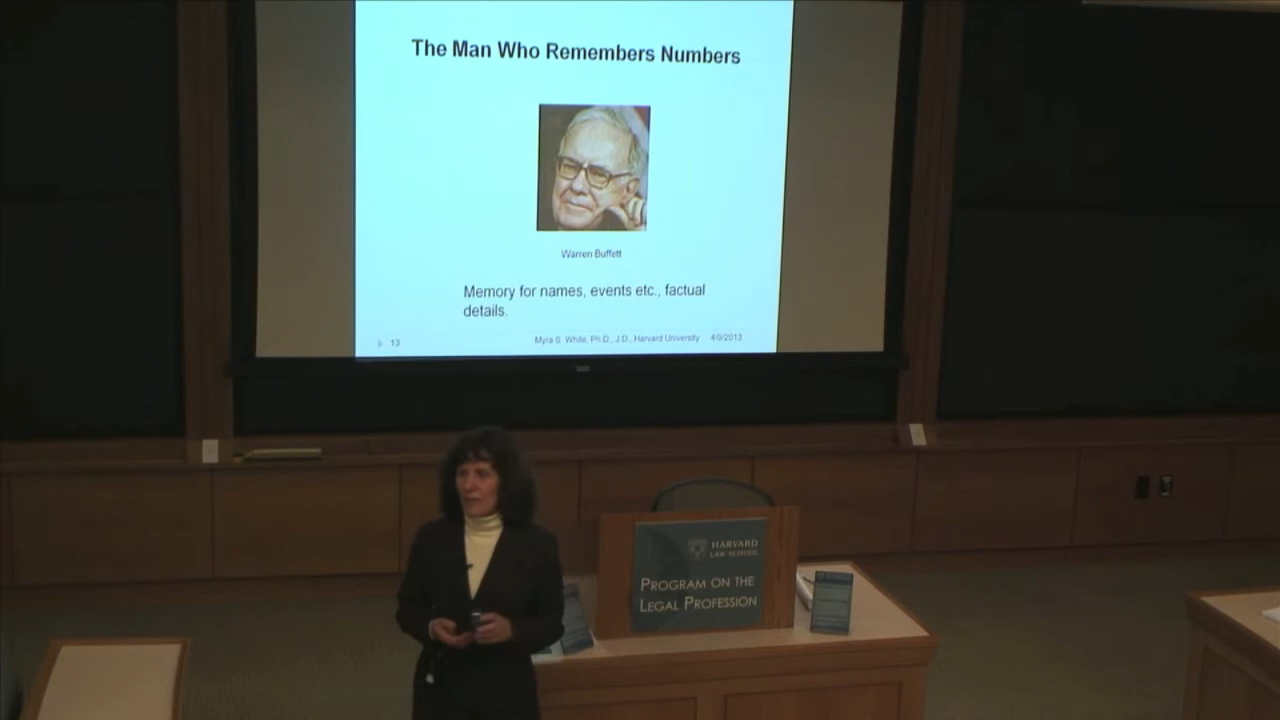 The Man Who Remembers Numbers
Warren Buffett
Memory for names, events etc., factual
details.
13
Myra S. White, Ph.D., J.D., Harvard University 4/9/2013
HARVARD
LAW SCHOOL
PROGRAM ON THE
LEGAL PROFESSION